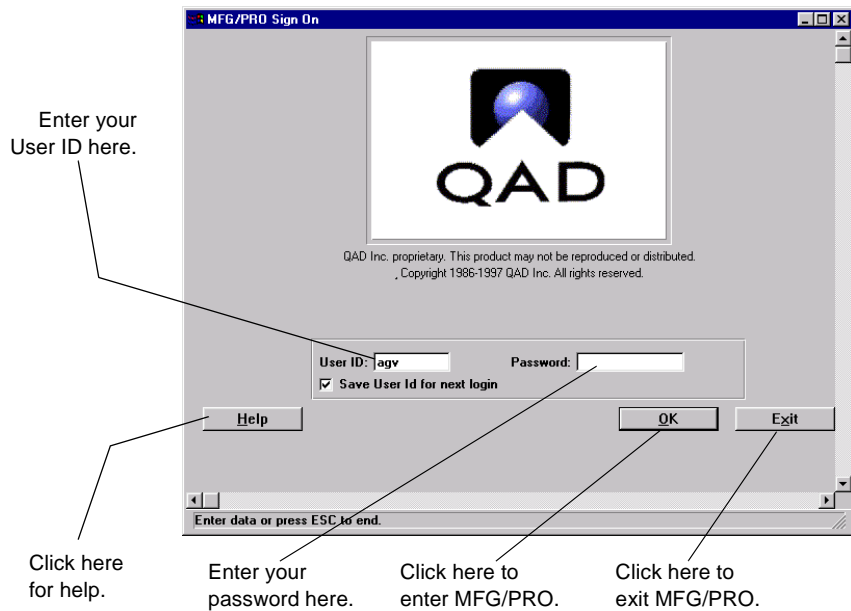 MFG/PRO Sign On
QAD
QAD Inc. proprietary. This product may not be reproduced or distributed.
, Copyright 1986-1997 QAD Inc. All rights reserved.
Enter your
User ID here.
User ID: agv Password:
Save User Id for next login
Help OK Exit
Enter data or press ESC to end.
Click here
for help.
Enter your
password here.
Click here to
enter MFG/PRO.
Click here to
exit MFG/PRO.